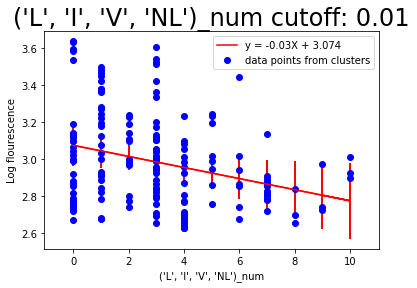 ('L', 'I', 'V', 'NL')_num cutoff: 0.01
y = -0.03X + 3.074
data points from clusters
Log flourescence
3.6
3.4
3.2
3.0
2.8
2.6
0 2 4 6 8 10
('L', 'I', 'V', 'NL')_num